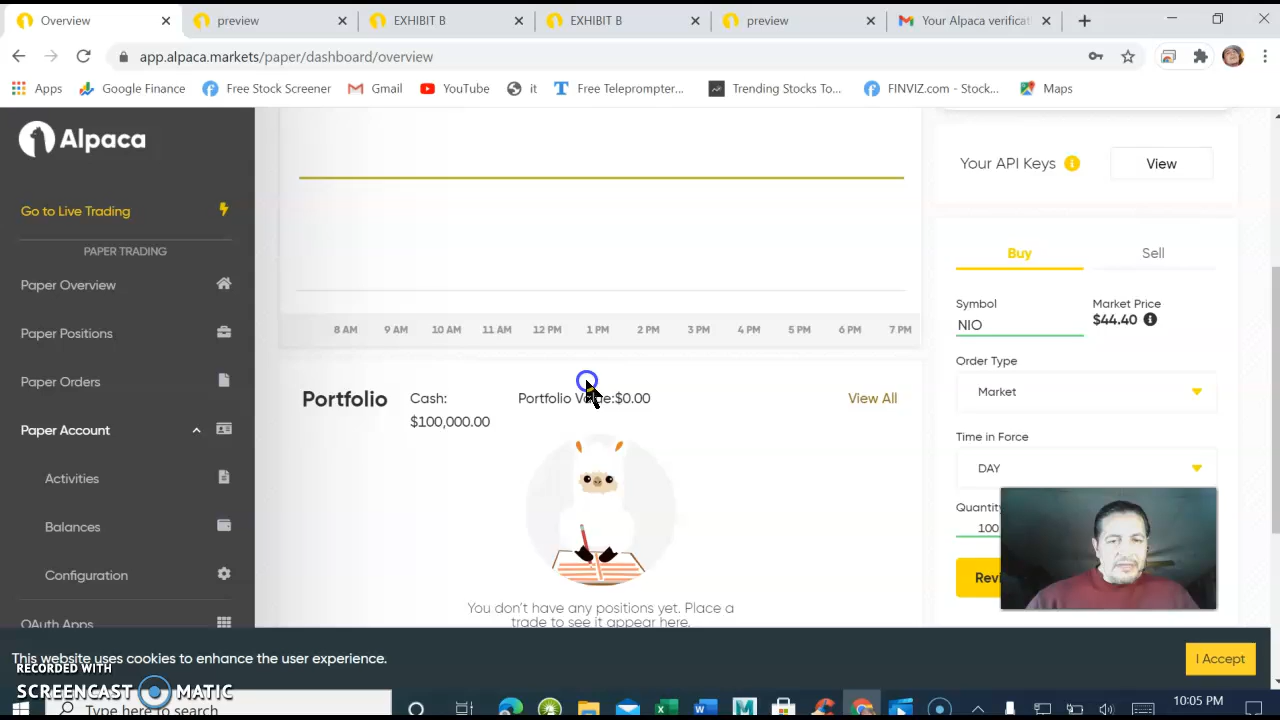 Overview
preview
EXHIBIT B
EXHIBIT B
preview
Your Alpaca verificat
app.alpaca.markets/paper/dashboard/overview
Apps
Google Finance
Free Stock Screener
Gmail
YouTube
it
Free Teleprompter...
Trending Stocks To...
FINVIZ.com - Stock...
Maps
Alpaca
Go to Live Trading
PAPER TRADING
Paper Overview
Paper Positions
Paper Orders
Paper Account
Activities
Balances
Configuration
OAuth Apps
8 AM 9 AM 10 AM 11 AM 12 PM 1 PM 2 PM 3 PM 4 PM 5 PM 6 PM 7 PM
Portfolio
Cash:
$100,000.00
Portfolio :$0.00
View All
You don't have any positions yet. Place a
trade to see it appear here.
Your API Keys
View
Buy
Sell
Symbol
NIO
Market Price
$44.40
Order Type
Market
Time in Force
DAY
Quantity
100
This website uses cookies to enhance the user experience.
I Accept
RECORDED WITH
SCREENCAST MATIC
Type here to search
10:05 PM